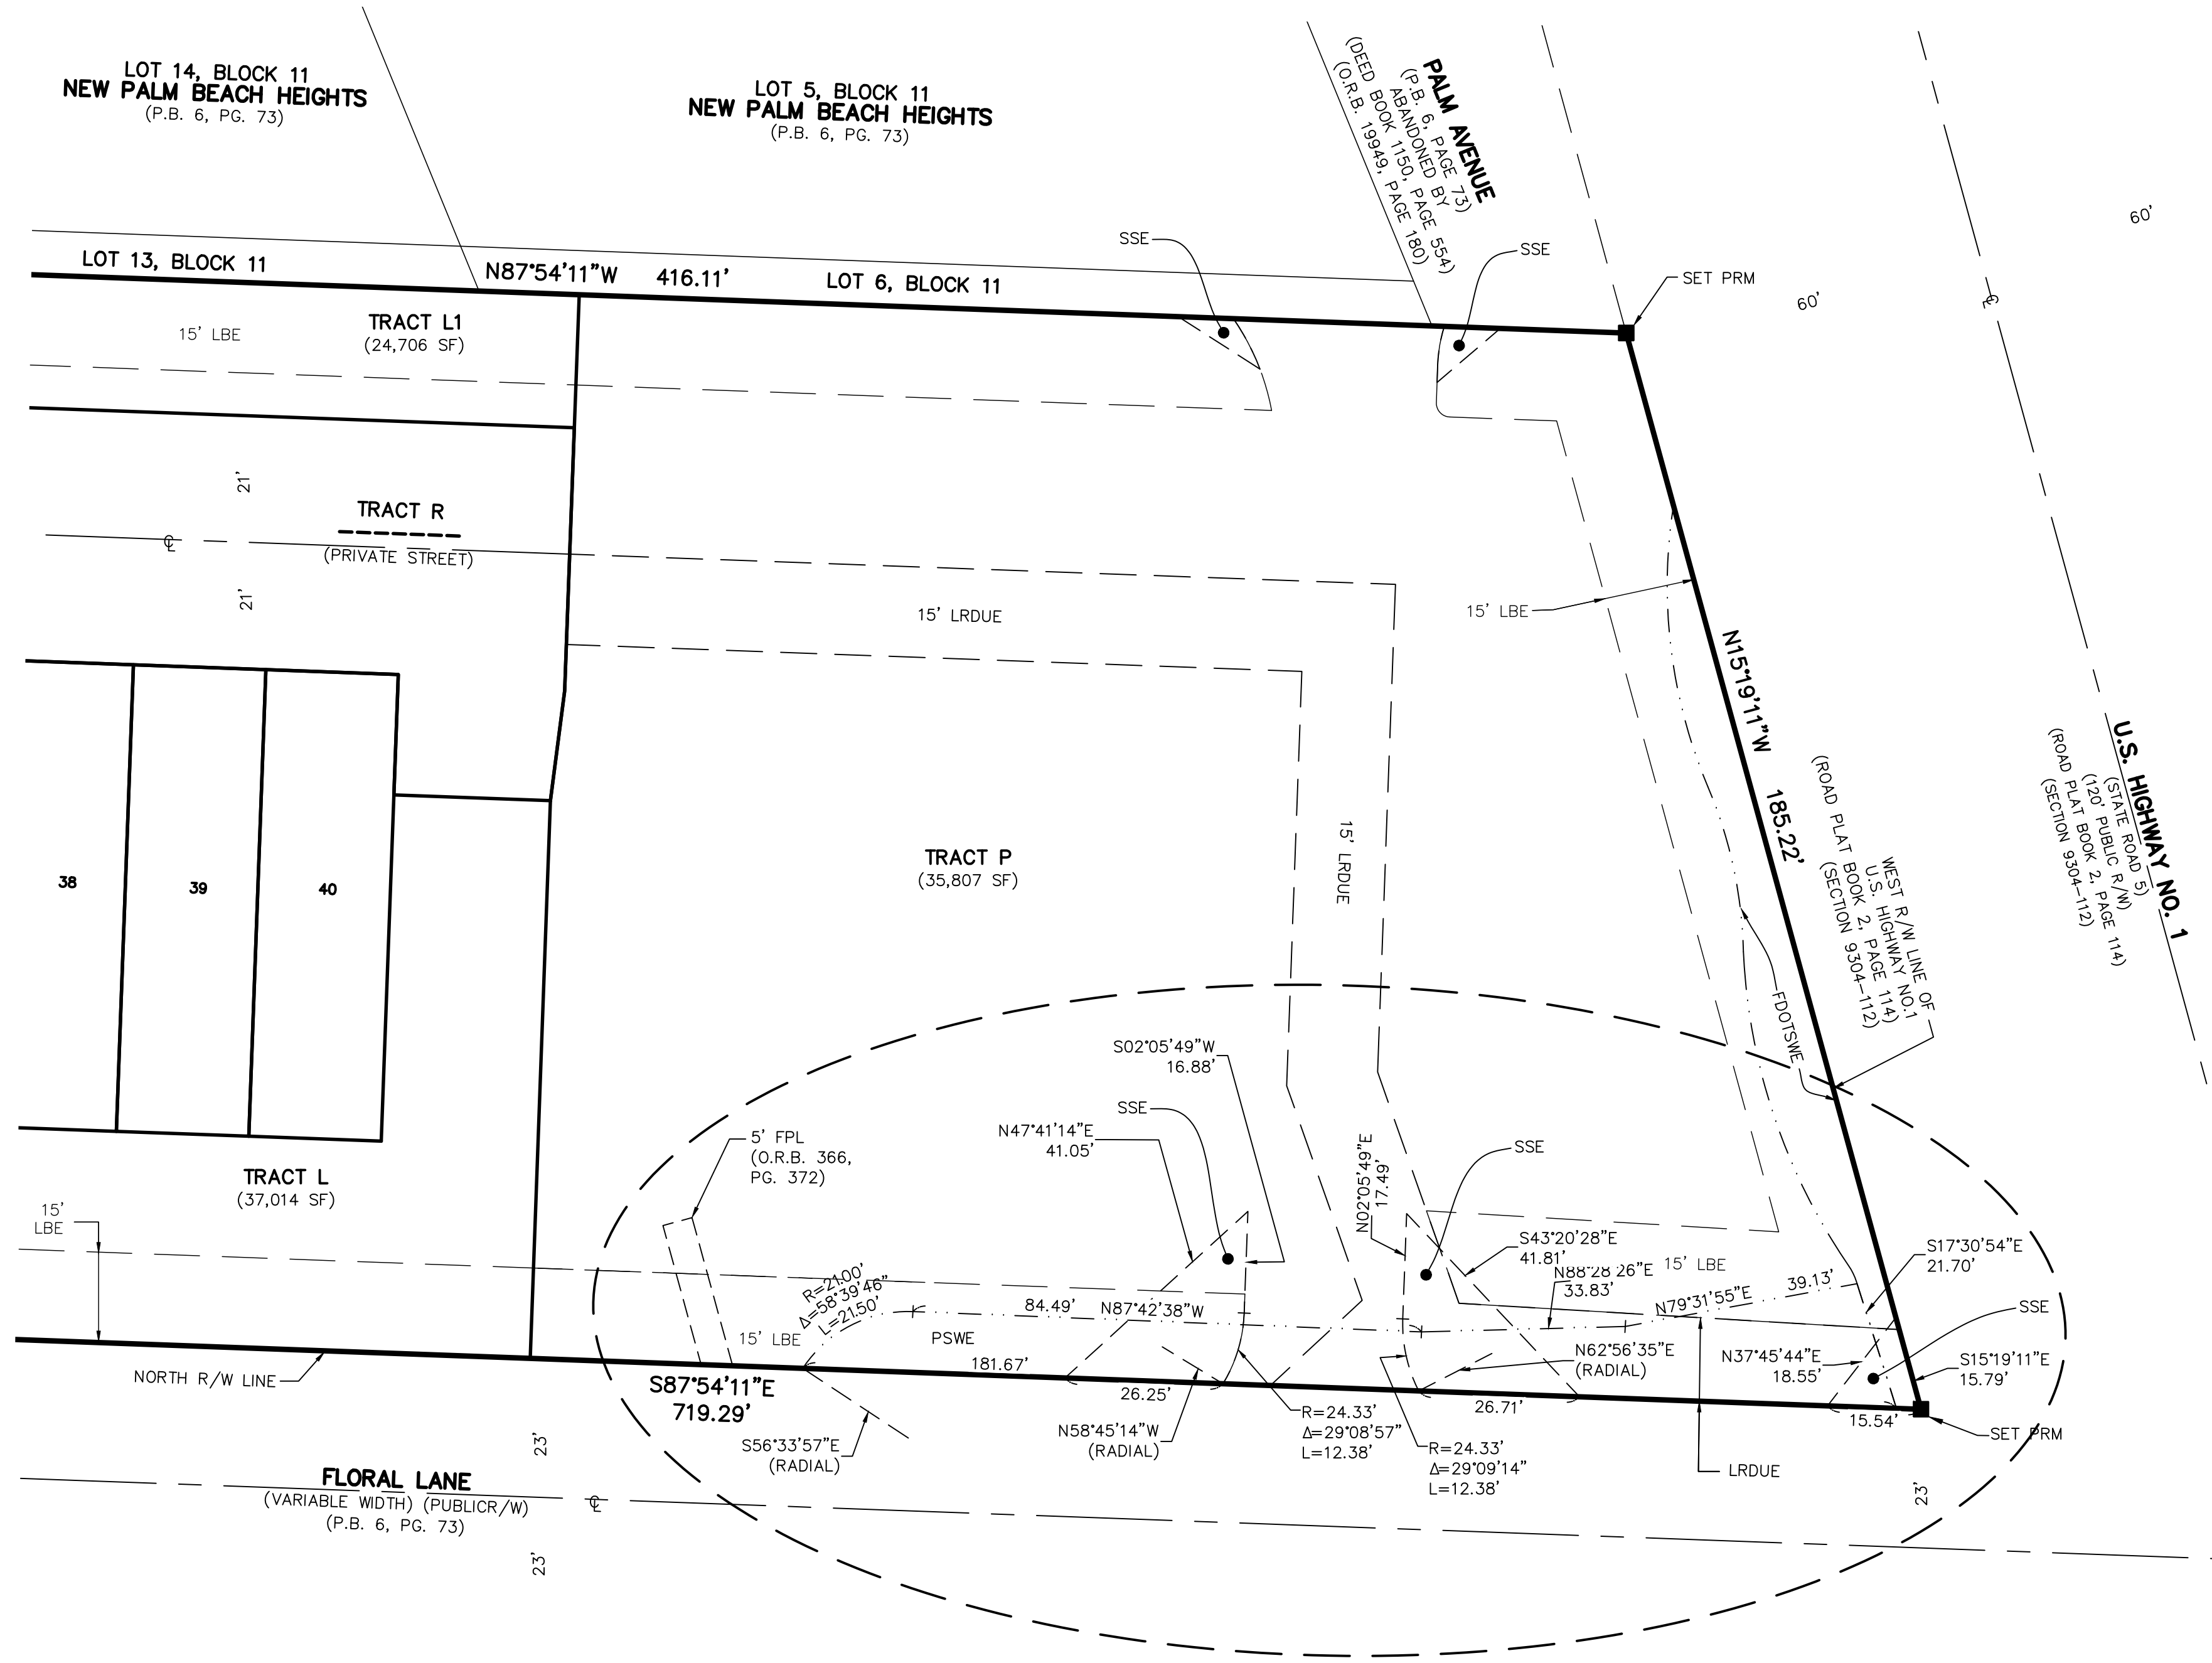 LOT 14, BLOCK 11
NEW PALM BEACH HEIGHTS
(P.B. 6, PG. 73)
LOT 5, BLOCK 11
NEW PALM BEACH HEIGHTS
(P.B. 6, PG. 73)
PALM AVENUE
(P.B. 6, PAGE 73)
ABANDONED BY
(DEED BOOK 1150, PAGE 554)
(O.R.B. 19949, PAGE 180)
60'
60'
℄
SSE
SSE
SET PRM
LOT 13, BLOCK 11
N87°54'11"W 416.11'
LOT 6, BLOCK 11
15' LBE
TRACT L1
(24,706 SF)
21'
TRACT R
(PRIVATE STREET)
℄
21'
15' LRDUE
15' LBE
N15°19'11"W 185.22'
U.S. HIGHWAY NO. 1
(STATE ROAD 5)
(120' PUBLIC R/W)
(ROAD PLAT BOOK 2, PAGE 114)
(SECTION 9304-112)
WEST R/W LINE OF
U.S. HIGHWAY NO.1
(ROAD PLAT BOOK 2, PAGE 114)
(SECTION 9304-112)
15' LRDUE
TRACT P
(35,807 SF)
38
39
40
FDOTSWE
S02°05'49"W
16.88'
SSE
N47°41'14"E
41.05'
5' FPL
(O.R.B. 366,
PG. 372)
N02°05'49"E
17.49'
SSE
TRACT L
(37,014 SF)
15'
LBE
S43°20'28"E
41.81'
N88°28'26"E
33.83'
15' LBE
S17°30'54"E
21.70'
R=21.00'
Δ=58°39'46"
L=21.50'
84.49'
N87°42'38"W
N79°31'55"E
39.13'
SSE
15' LBE
PSWE
181.67'
N62°56'35"E
(RADIAL)
N37°45'44"E
18.55'
S15°19'11"E
15.79'
NORTH R/W LINE
S87°54'11"E
719.29'
26.25'
26.71'
15.54'
S56°33'57"E
(RADIAL)
N58°45'14"W
(RADIAL)
R=24.33'
Δ=29°08'57"
L=12.38'
R=24.33'
Δ=29°09'14"
L=12.38'
SET PRM
LRDUE
23'
23'
FLORAL LANE
(VARIABLE WIDTH) (PUBLICR/W)
(P.B. 6, PG. 73)
℄
23'